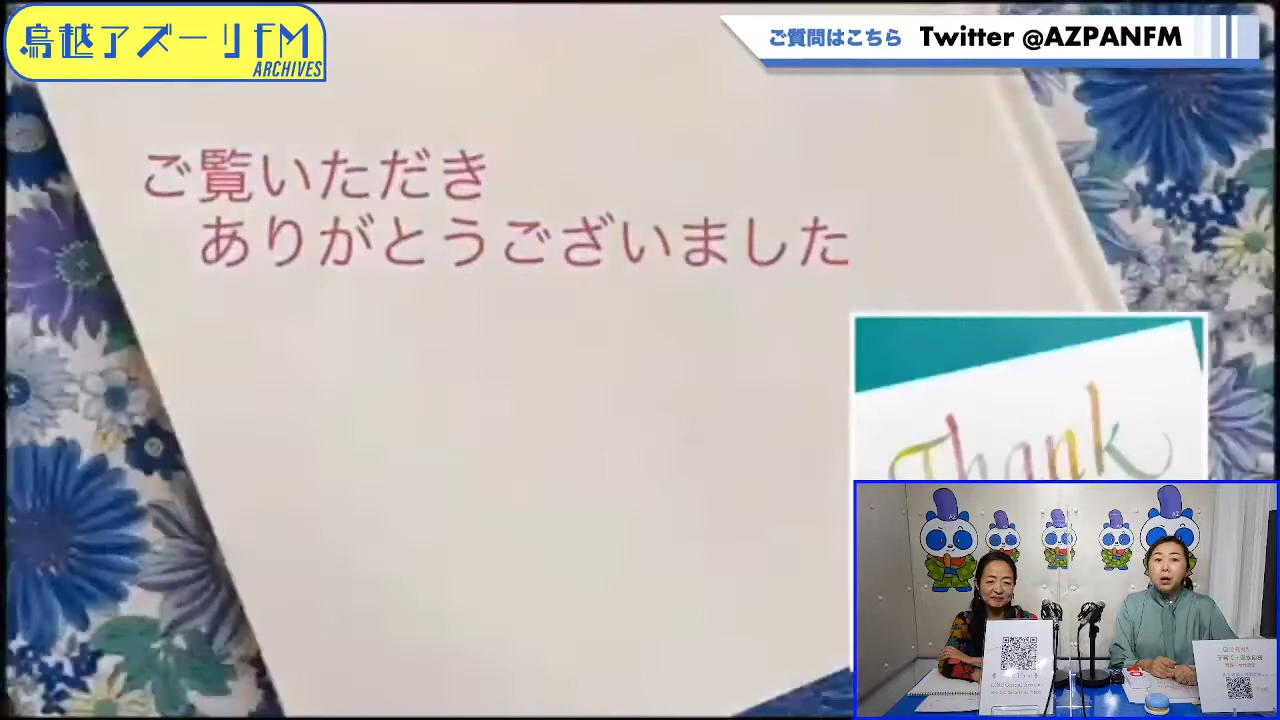 鳥越アズーリFM
ARCHIVES
ご質問はこちら Twitter @AZPANFM
ご覧いただき
ありがとうございました
Thank